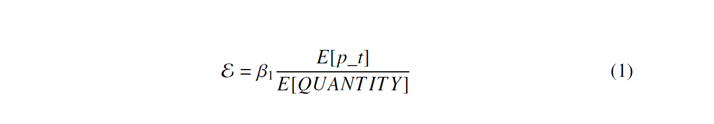 ℰ = β₁ E[p_t] / E[QUANTITY] (1)